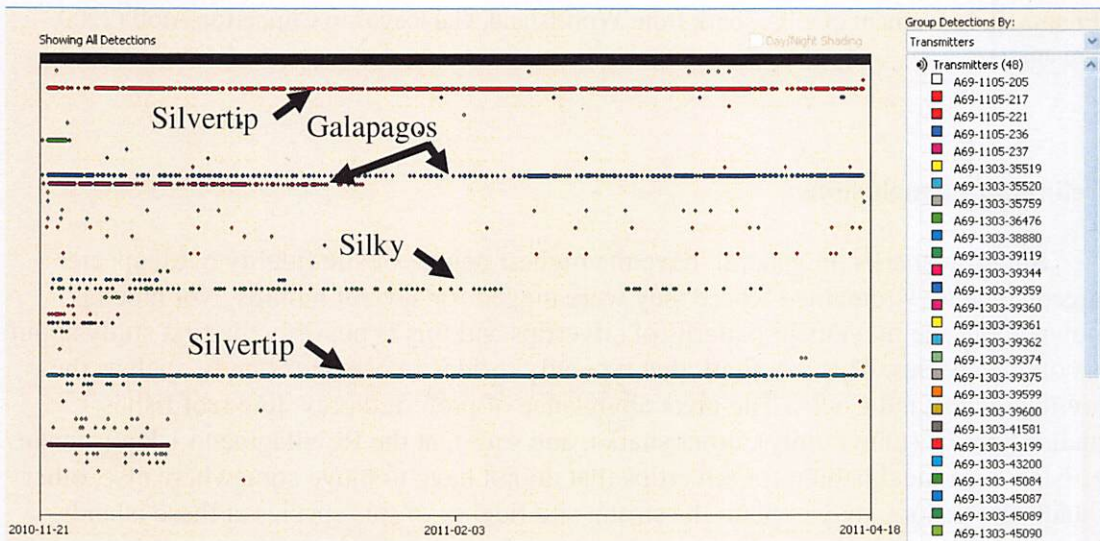 Group Detections By:
Showing All Detections
Day/Night Shading
Transmitters
Transmitters (48)
A69-1105-205
A69-1105-217
A69-1105-221
A69-1105-236
A69-1105-237
A69-1303-35519
A69-1303-35520
A69-1303-35759
A69-1303-36476
A69-1303-38880
A69-1303-39119
A69-1303-39344
A69-1303-39359
A69-1303-39360
A69-1303-39361
A69-1303-39362
A69-1303-39374
A69-1303-39375
A69-1303-39599
A69-1303-39600
A69-1303-41581
A69-1303-43199
A69-1303-43200
A69-1303-45084
A69-1303-45087
A69-1303-45089
A69-1303-45090
Silvertip
Galapagos
Silky
Silvertip
2010-11-21
2011-02-03
2011-04-18